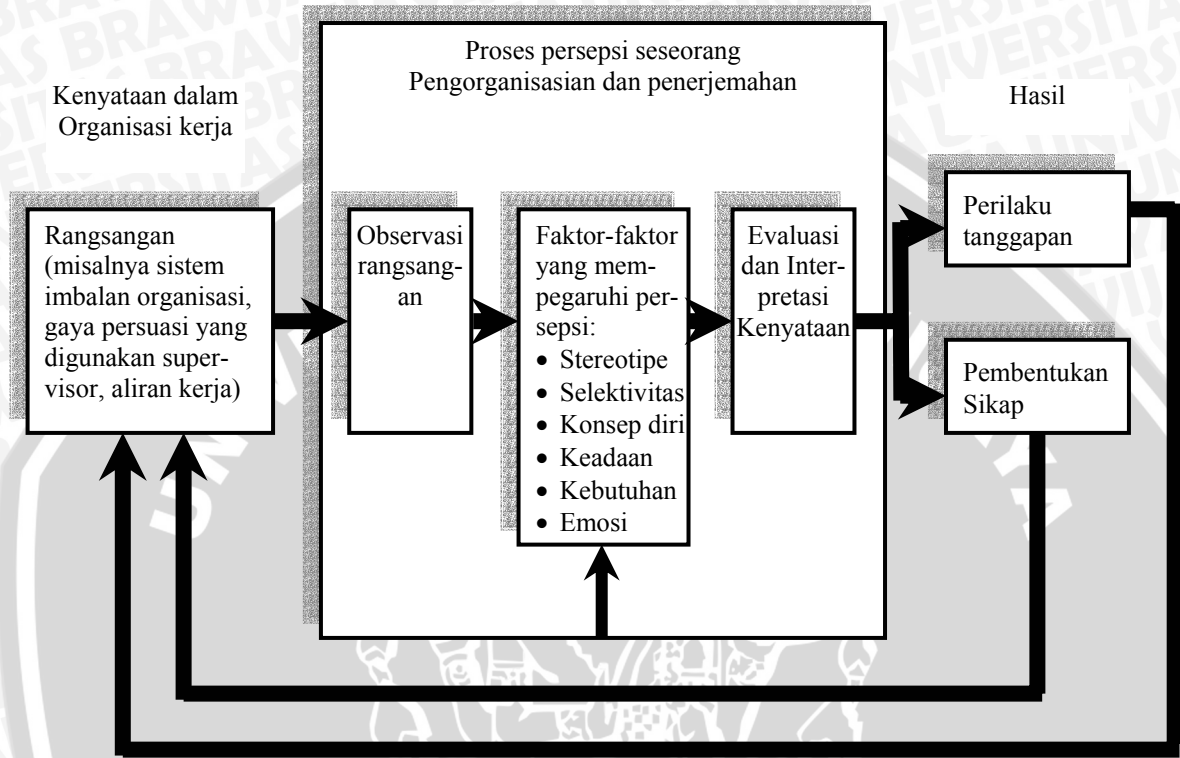 Proses persepsi seseorang
Pengorganisasian dan penerjemahan
Kenyataan dalam
Organisasi kerja
Hasil
Rangsangan
(misalnya sistem
imbalan organisasi,
gaya persuasi yang
digunakan super-
visor, aliran kerja)
Observasi
rangsang-
an
Faktor-faktor
yang mem-
pegaruhi per-
sepsi:
• Stereotipe
• Selektivitas
• Konsep diri
• Keadaan
• Kebutuhan
• Emosi
Evaluasi
dan Inter-
pretasi
Kenyataan
Perilaku
tanggapan
Pembentukan
Sikap